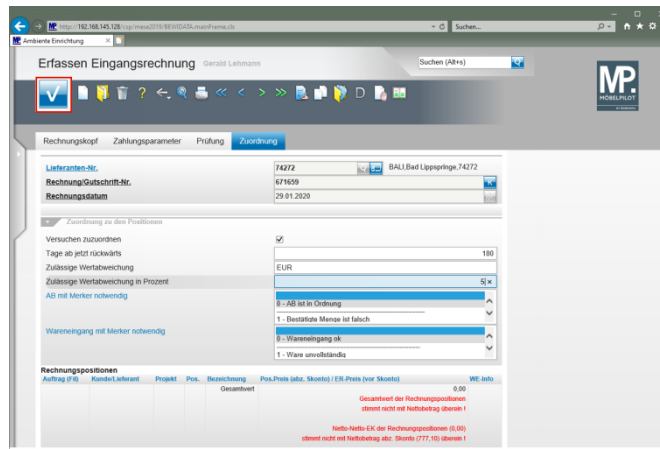 http://192.168.145.128/csp/mese2019/BEWIDATA.mainFrame.cls
Suchen...
Ambiente Einrichtung
Erfassen Eingangsrechnung Gerald Lehmann
Suchen (Alt+s)
MP.
MÖBELPILOT
Rechnungskopf Zahlungsparameter Prüfung Zuordnung
Lieferanten-Nr. 74272 BALI,Bad Lippspringe,74272
Rechnung/Gutschrift-Nr. 671659
Rechnungsdatum 29.01.2020
Zuordnung zu den Positionen
Versuchen zuzuordnen
Tage ab jetzt rückwärts 180
Zulässige Wertabweichung EUR
Zulässige Wertabweichung in Prozent 5
AB mit Merker notwendig
0 - AB ist in Ordnung
1 - Bestätigte Menge ist falsch
Wareneingang mit Merker notwendig
0 - Wareneingang ok
1 - Ware unvollständig
Rechnungspositionen
Auftrag (Fil) Kunde/Lieferant Projekt Pos. Bezeichnung Pos.Preis (abz. Skonto) / ER-Preis (vor Skonto) WE-Info
Gesamtwert 0,00
Gesamtwert der Rechnungspositionen
stimmt nicht mit Nettobetrag überein !
Netto-Netto-EK der Rechnungspositionen (0,00)
stimmt nicht mit Nettobetrag abz. Skonto (777,10) überein !